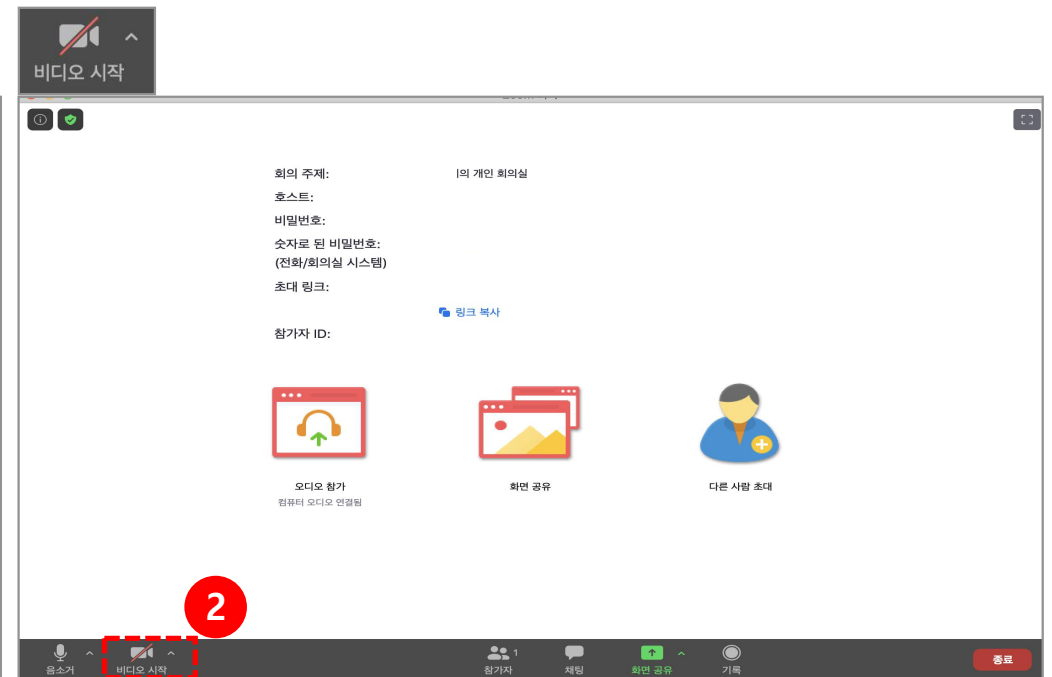 비디오 시작
회의 주제:
의 개인 회의실
호스트:
비밀번호:
숫자로 된 비밀번호:
(전화/회의실 시스템)
초대 링크:
링크 복사
참가자 ID:
오디오 참가
컴퓨터 오디오 연결됨
화면 공유
다른 사람 초대
2
음소거
비디오 시작
1
참가자
채팅
화면 공유
기록
종료